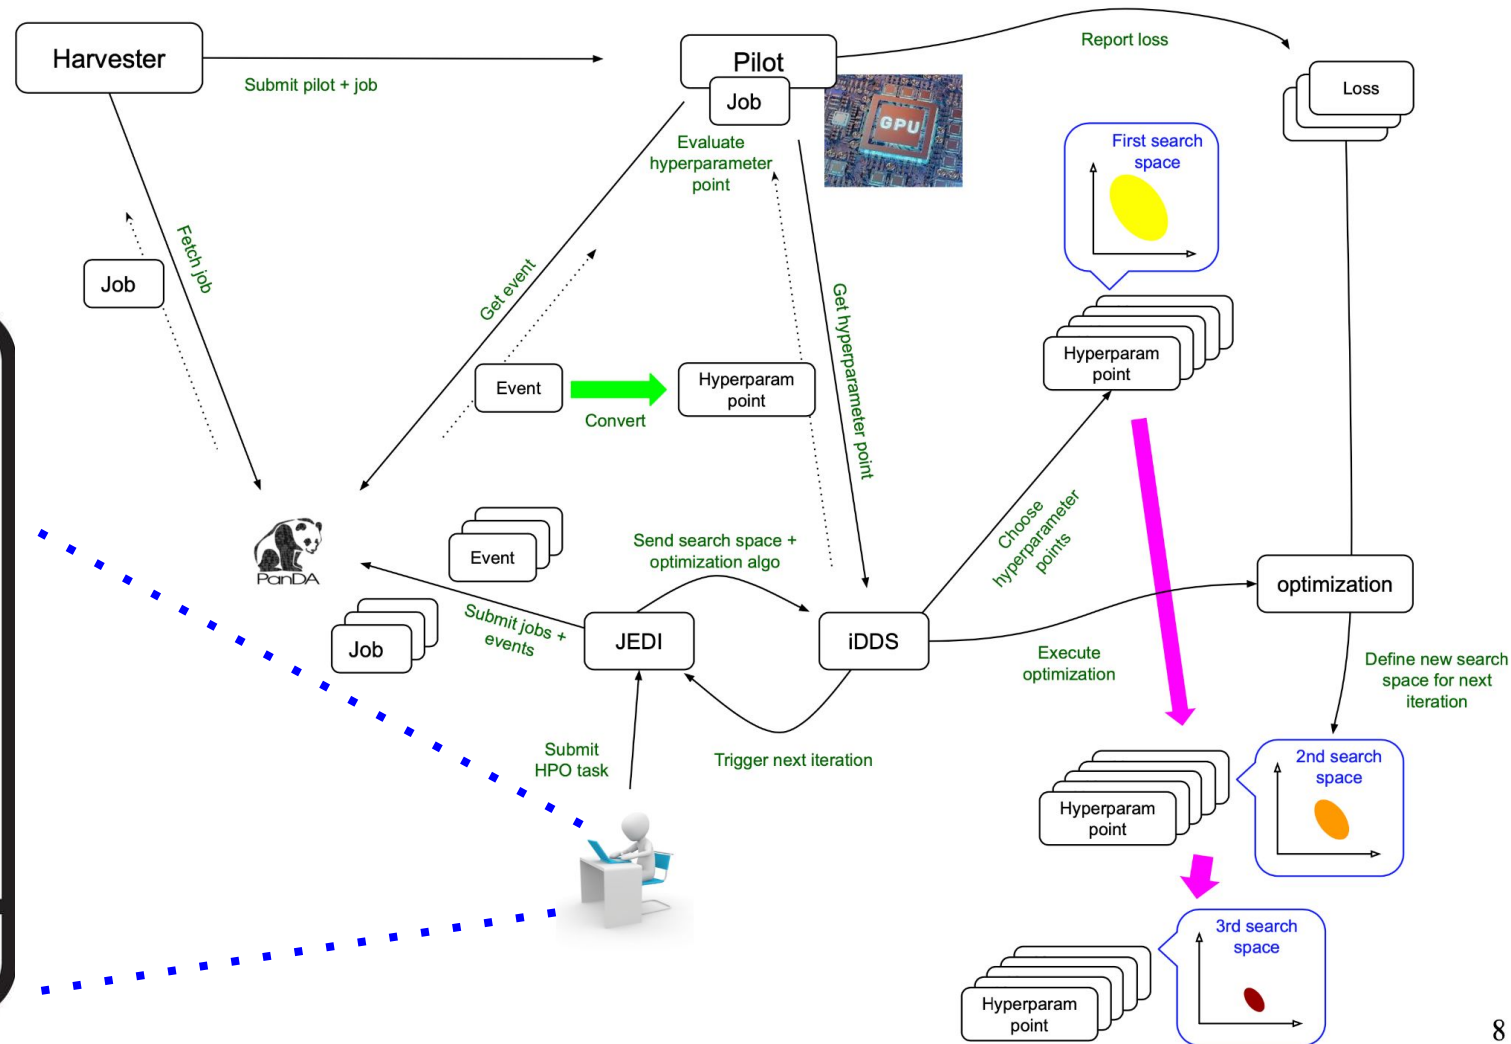 Harvester
Submit pilot + job
Pilot
Job
GPU
Report loss
Loss
Evaluate
hyperparameter
point
First search
space
Job
Fetch job
Get event
Get hyperparameter point
Hyperparam
point
Event
Convert
Hyperparam
point
PanDA
Event
Job
Submit jobs +
events
Send search space +
optimization algo
JEDI
iDDS
Choose
hyperparameter
points
optimization
Execute
optimization
Define new search
space for next
iteration
Submit
HPO task
Trigger next iteration
2nd search
space
Hyperparam
point
3rd search
space
Hyperparam
point
8